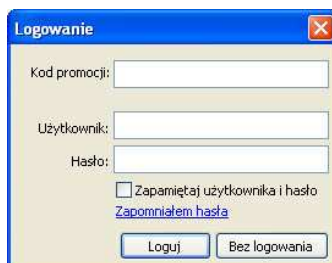 Logowanie
Kod promocji:
Użytkownik:
Hasło:
Zapamiętaj użytkownika i hasło
Zapomniałem hasła
Loguj Bez logowania